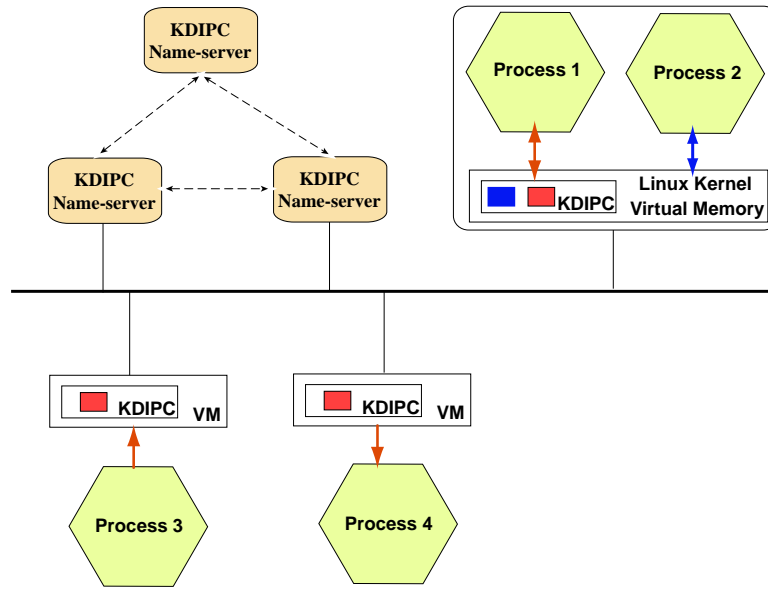 KDIPC
Name-server
Process 1
Process 2
KDIPC
Name-server
KDIPC
Name-server
Linux Kernel
Virtual Memory
KDIPC
KDIPC
VM
KDIPC
VM
Process 3
Process 4